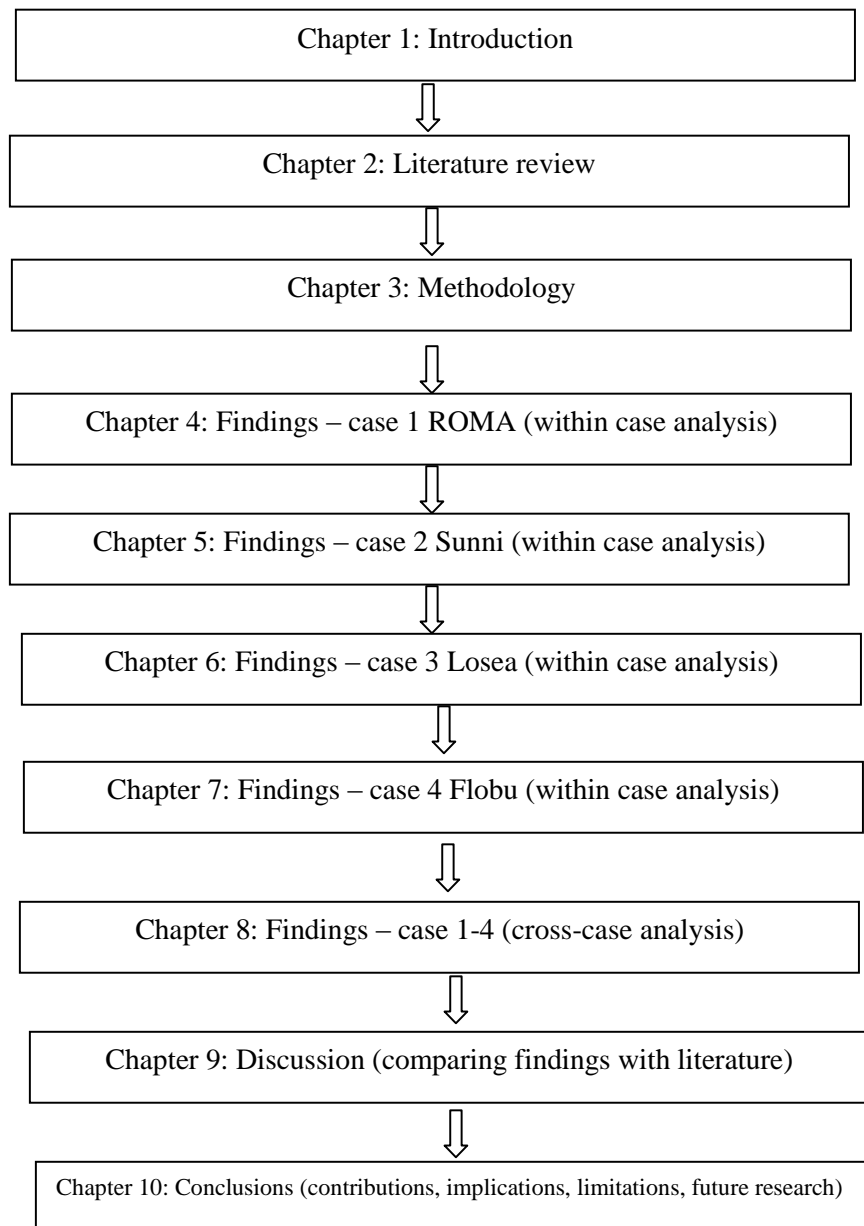 Chapter 1: Introduction
Chapter 2: Literature review
Chapter 3: Methodology
Chapter 4: Findings – case 1 ROMA (within case analysis)
Chapter 5: Findings – case 2 Sunni (within case analysis)
Chapter 6: Findings – case 3 Losea (within case analysis)
Chapter 7: Findings – case 4 Flobu (within case analysis)
Chapter 8: Findings – case 1-4 (cross-case analysis)
Chapter 9: Discussion (comparing findings with literature)
Chapter 10: Conclusions (contributions, implications, limitations, future research)